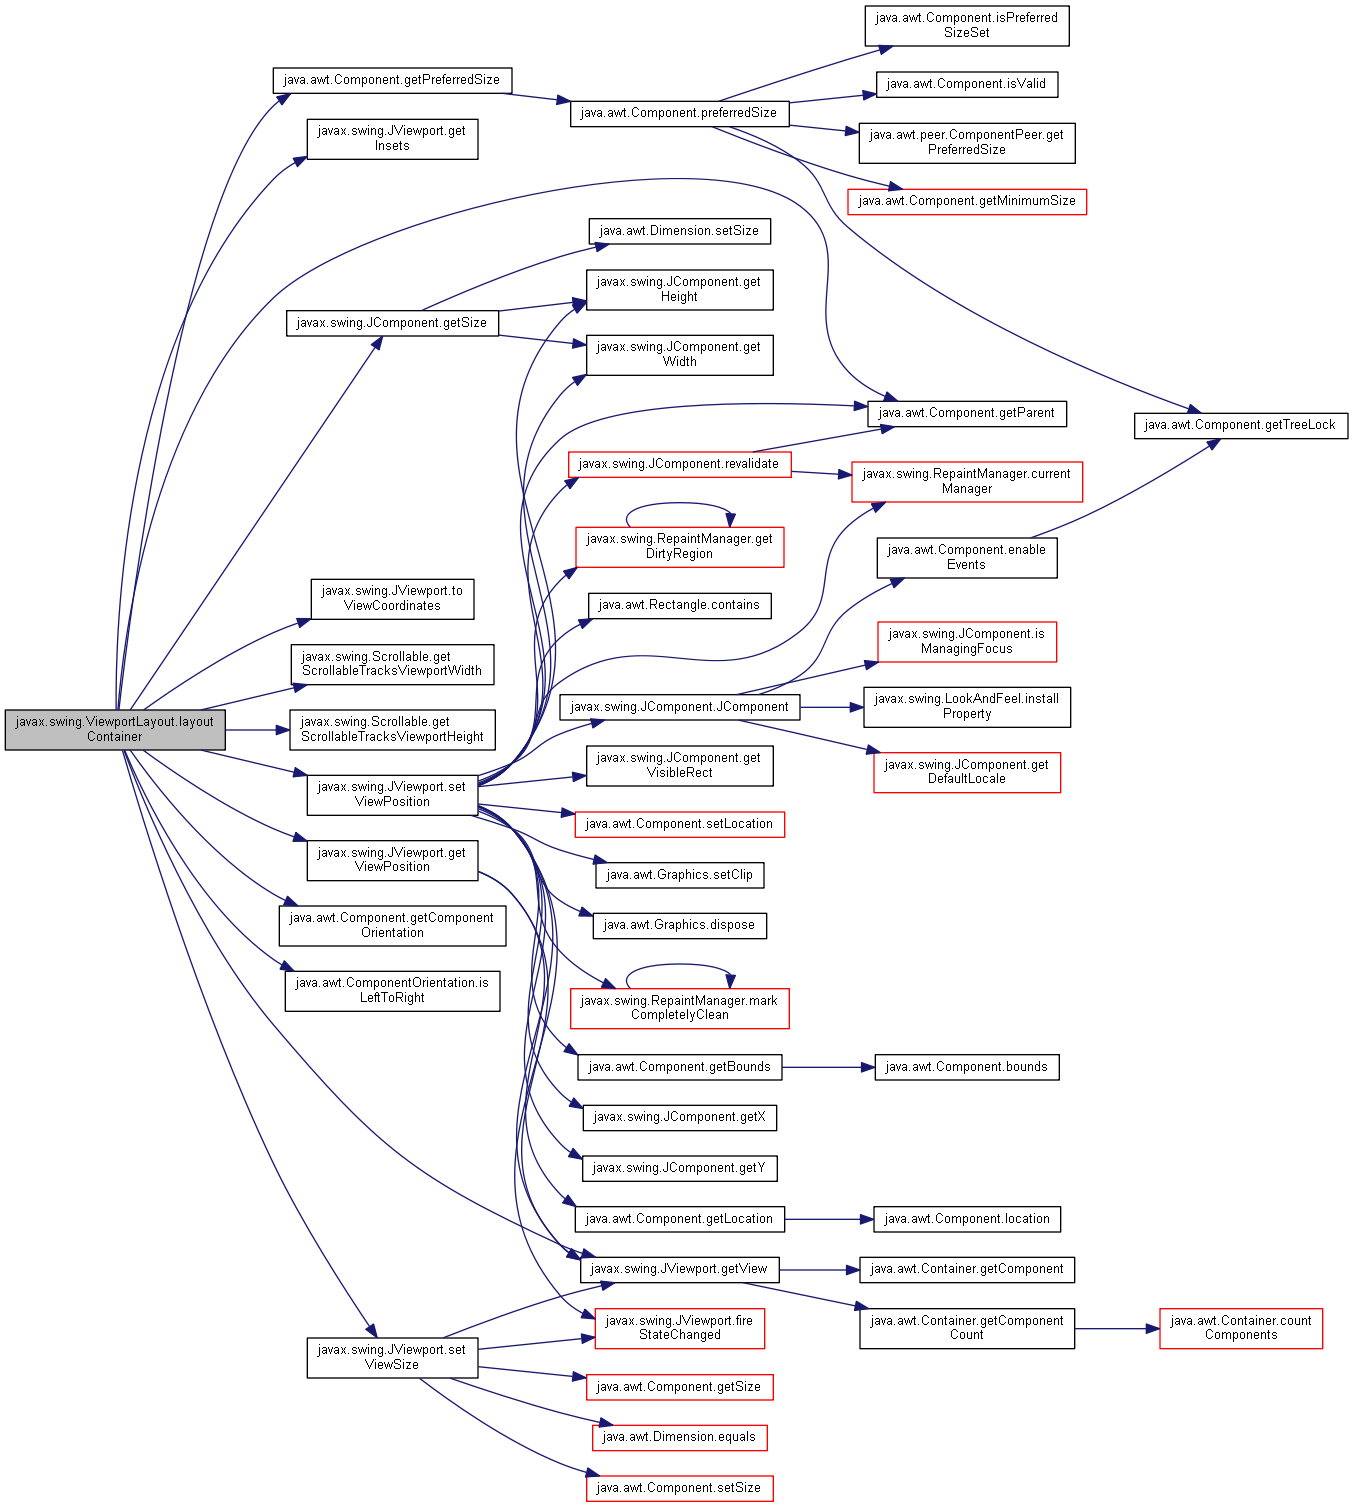 java.awt.Component.isPreferred
SizeSet
java.awt.Component.getPreferredSize
java.awt.Component.isValid
java.awt.Component.preferredSize
javax.swing.JViewport.get
Insets
java.awt.peer.ComponentPeer.get
PreferredSize
java.awt.Component.getMinimumSize
java.awt.Dimension.setSize
javax.swing.JComponent.get
Height
javax.swing.JComponent.getSize
javax.swing.JComponent.get
Width
java.awt.Component.getParent
java.awt.Component.getTreeLock
javax.swing.JComponent.revalidate
javax.swing.RepaintManager.current
Manager
javax.swing.RepaintManager.get
DirtyRegion
java.awt.Component.enable
Events
javax.swing.JViewport.to
ViewCoordinates
java.awt.Rectangle.contains
javax.swing.JComponent.is
ManagingFocus
javax.swing.Scrollable.get
ScrollableTracksViewportWidth
javax.swing.JComponent.JComponent
javax.swing.LookAndFeel.install
Property
javax.swing.ViewportLayout.layout
Container
javax.swing.Scrollable.get
ScrollableTracksViewportHeight
javax.swing.JComponent.get
VisibleRect
javax.swing.JComponent.get
DefaultLocale
javax.swing.JViewport.set
ViewPosition
java.awt.Component.setLocation
javax.swing.JViewport.get
ViewPosition
java.awt.Graphics.setClip
java.awt.Component.getComponent
Orientation
java.awt.Graphics.dispose
java.awt.ComponentOrientation.is
LeftToRight
javax.swing.RepaintManager.mark
CompletelyClean
java.awt.Component.getBounds
java.awt.Component.bounds
javax.swing.JComponent.getX
javax.swing.JComponent.getY
java.awt.Component.getLocation
java.awt.Component.location
javax.swing.JViewport.getView
java.awt.Container.getComponent
javax.swing.JViewport.fire
StateChanged
java.awt.Container.getComponent
Count
java.awt.Container.count
Components
javax.swing.JViewport.set
ViewSize
java.awt.Component.getSize
java.awt.Dimension.equals
java.awt.Component.setSize